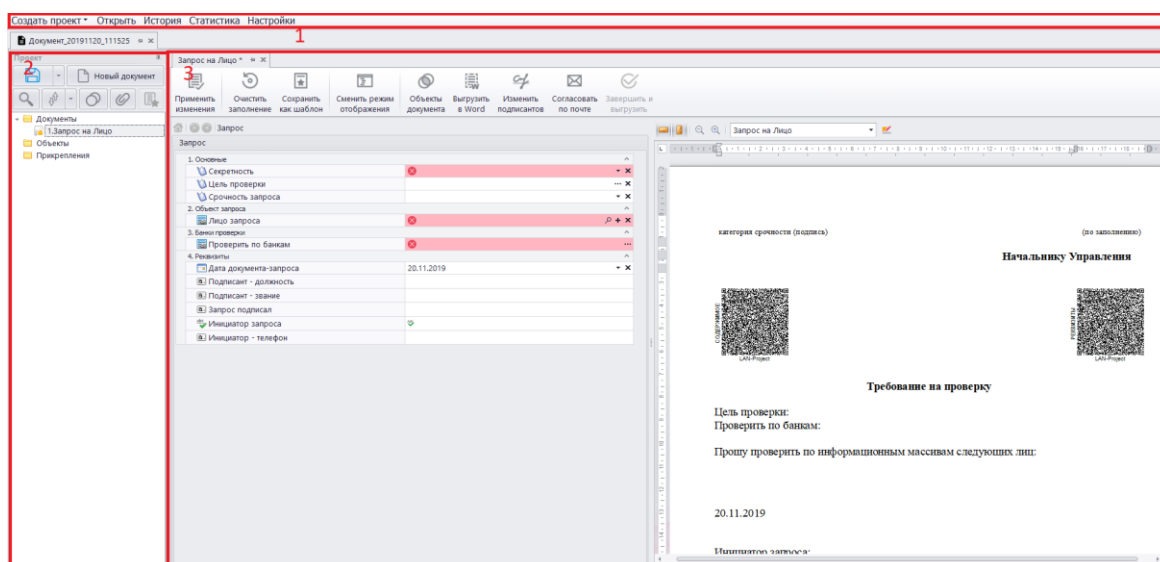 Создать проект Открыть История Статистика Настройки
1
Документ_20191120_111525
Проект
2
Новый документ
Документы
1.Запрос на Лицо
Объекты
Прикрепления
Запрос на Лицо *
3
Применить изменения
Очистить заполнение
Сохранить как шаблон
Сменить режим отображения
Объекты документа
Выгрузить в Word
Изменить подписантов
Согласовать по почте
Завершить и выгрузить
Запрос
Запрос
1. Основные
Секретность
Цель проверки
Срочность запроса
2. Объект запроса
Лицо запроса
3. Банки проверки
Проверить по банкам
4. Реквизиты
Дата документа-запроса 20.11.2019
Подписант - должность
Подписант - звание
Запрос подписал
Инициатор запроса
Инициатор - телефон
Запрос на Лицо
категория срочности (подпись) (по заполнению)
Начальнику Управления
СОДЕРЖИМОЕ
LAN-Project
РЕКВИЗИТЫ
LAN-Project
Требование на проверку
Цель проверки:
Проверить по банкам:
Прошу проверить по информационным массивам следующих лиц:
20.11.2019
Инициатор запроса: